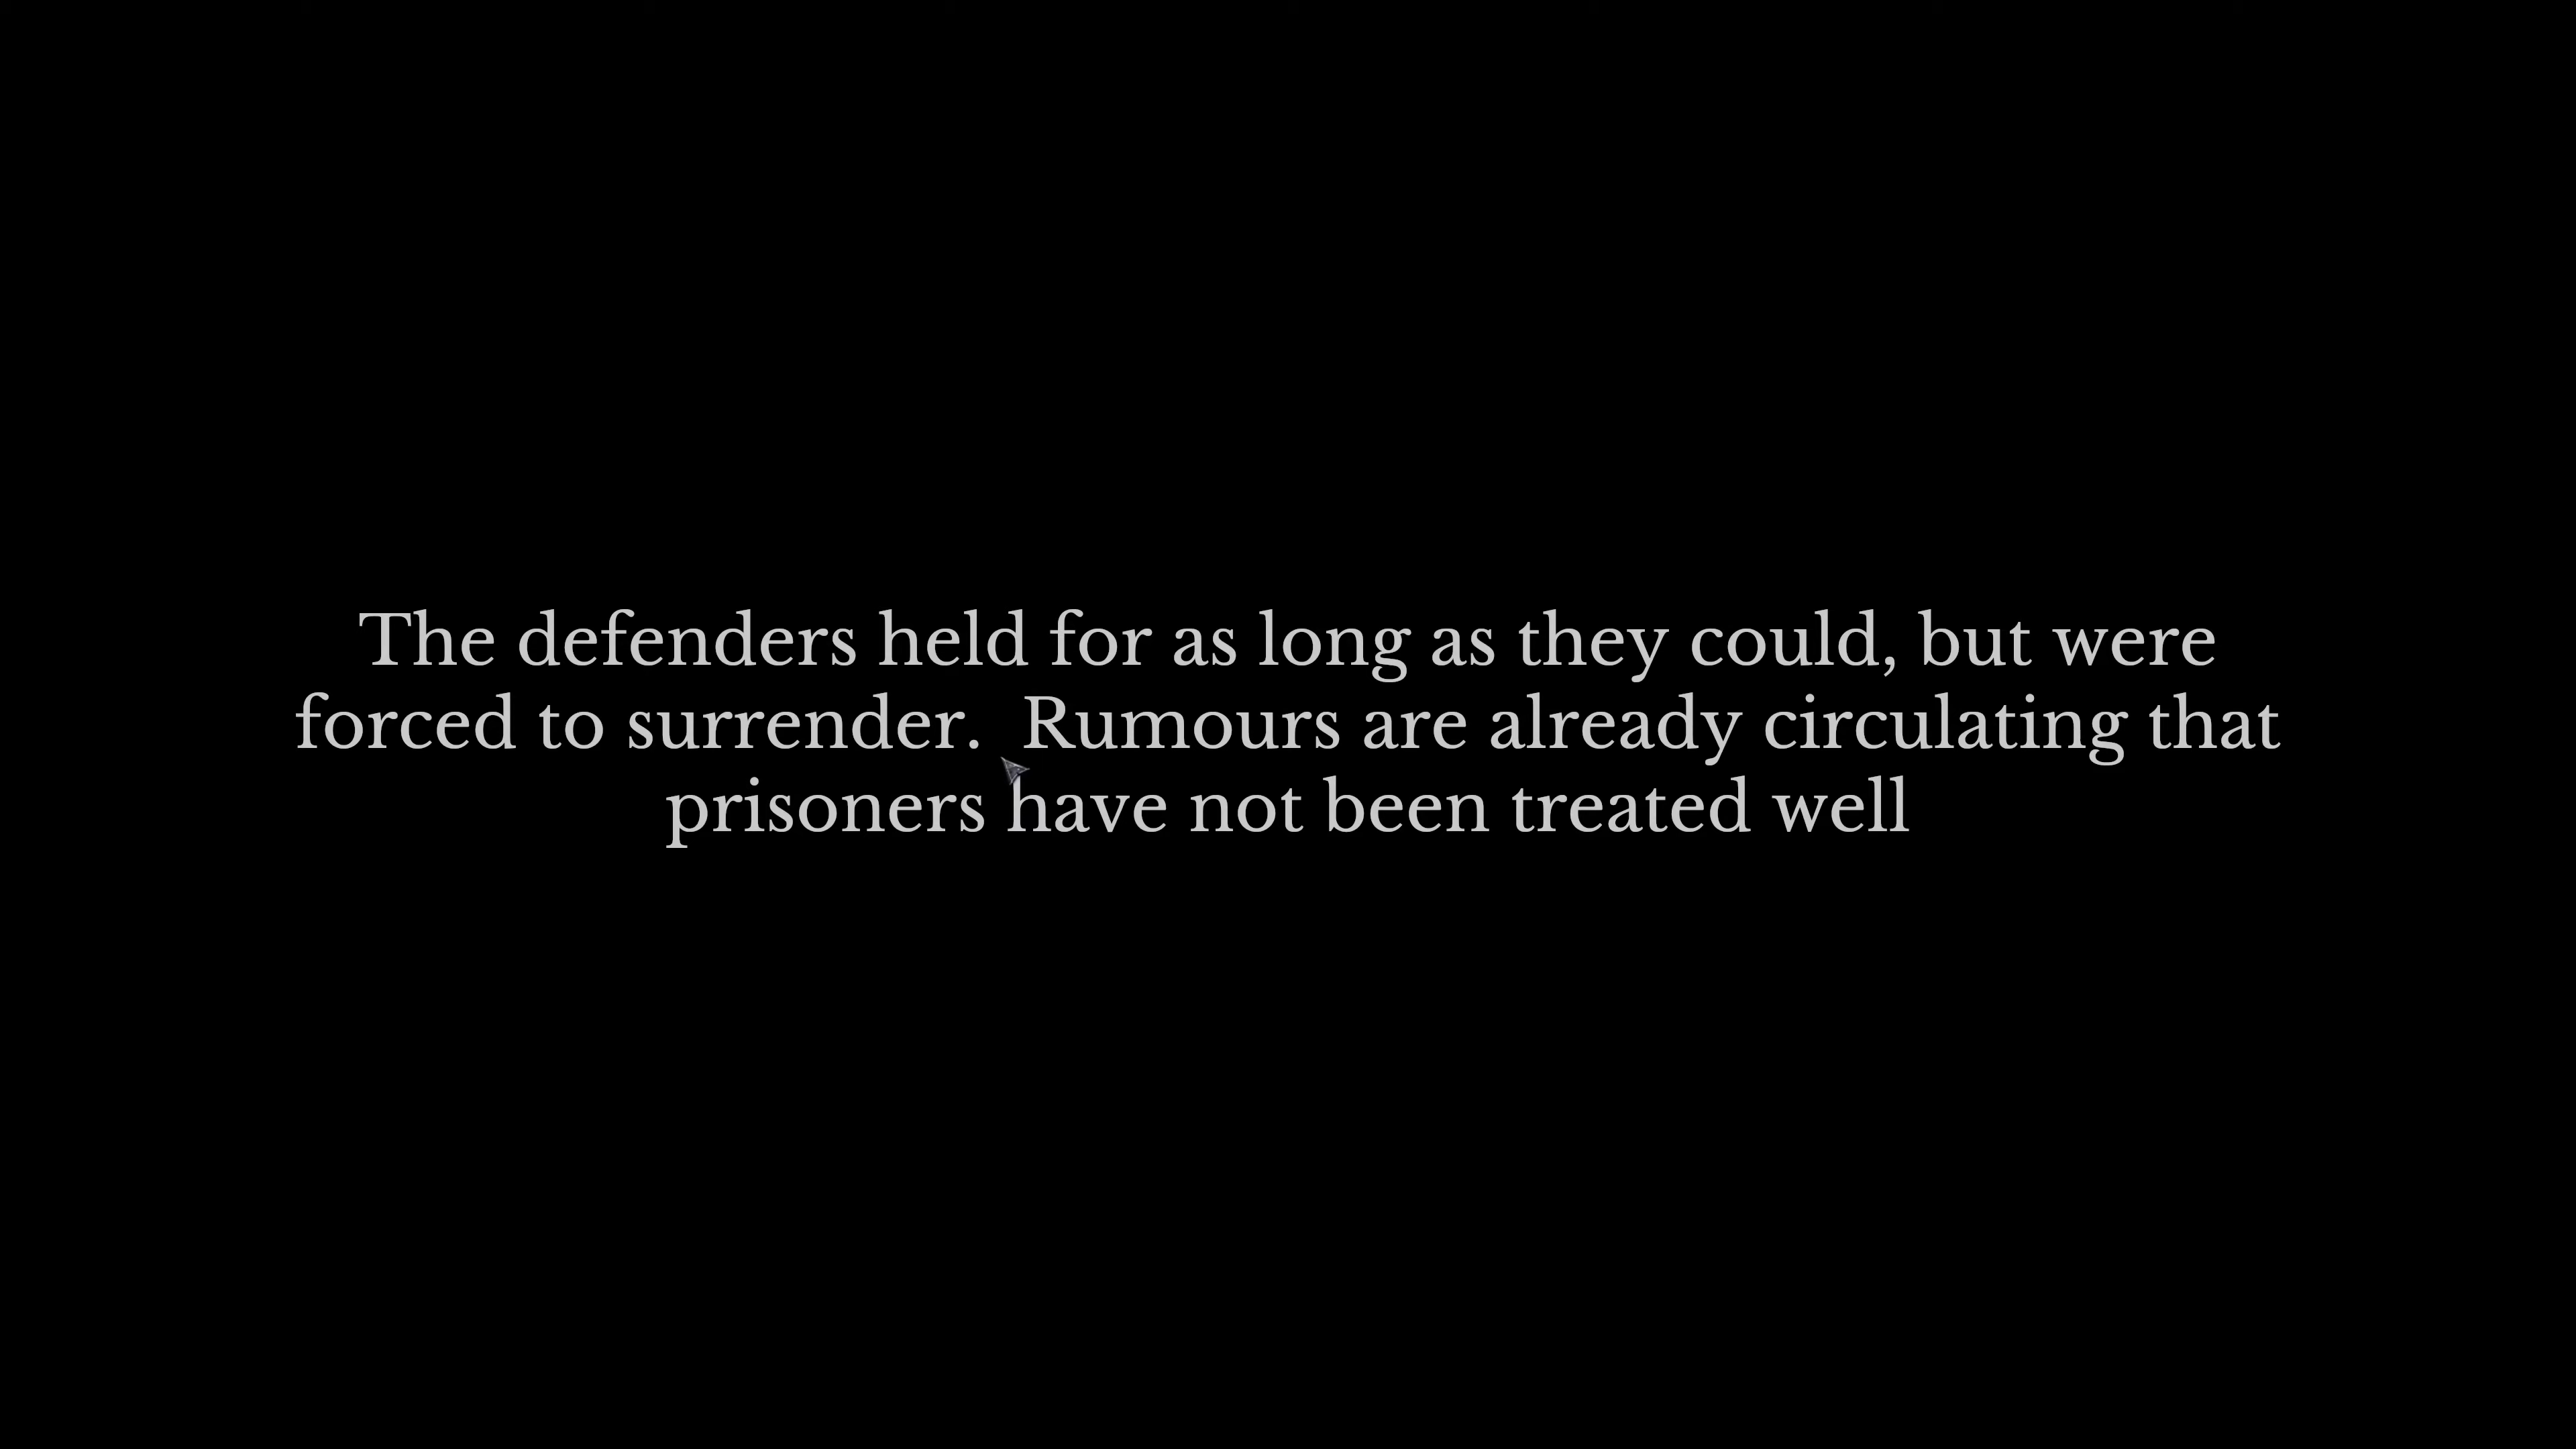 The defenders held for as long as they could, but were
forced to surrender.  Rumours are already circulating that
prisoners have not been treated well